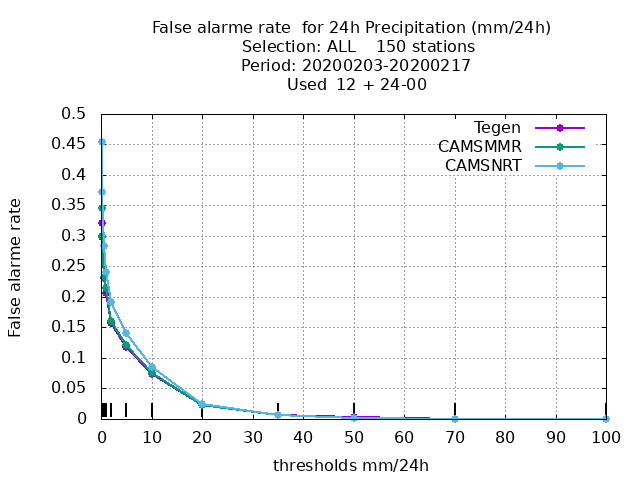 False alarme rate  for 24h Precipitation (mm/24h)
Selection: ALL    150 stations
Period: 20200203-20200217
Used  12 + 24-00
Tegen
CAMSMMR
CAMSNRT
False alarme rate
0.5
0.45
0.4
0.35
0.3
0.25
0.2
0.15
0.1
0.05
0
0 10 20 30 40 50 60 70 80 90 100
thresholds mm/24h